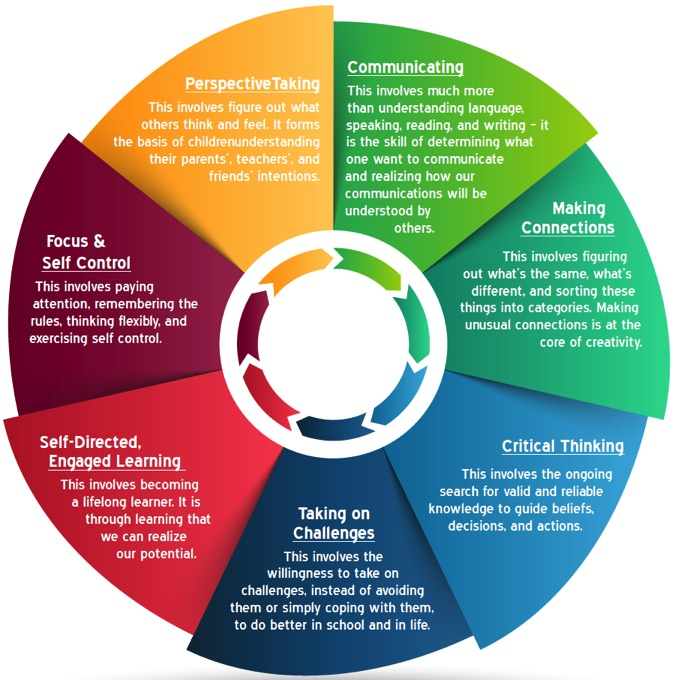 PerspectiveTaking
This involves figure out what
others think and feel. It forms
the basis of childrenunderstanding
their parents', teachers', and
friends' intentions.
Communicating
This involves much more
than understanding language,
speaking, reading, and writing – it
is the skill of determining what
one want to communicate
and realizing how our
communications will be
understood by
others.
Making
Connections
This involves figuring
out what's the same, what's
different, and sorting these
things into categories. Making
unusual connections is at the
core of creativity.
Critical Thinking
This involves the ongoing
search for valid and reliable
knowledge to guide beliefs,
decisions, and actions.
Taking on
Challenges
This involves the
willingness to take on
challenges, instead of avoiding
them or simply coping with them,
to do better in school and in life.
Self-Directed,
Engaged Learning
This involves becoming
a lifelong learner. It is
through learning that
we can realize
our potential.
Focus &
Self Control
This involves paying
attention, remembering the
rules, thinking flexibly, and
exercising self control.